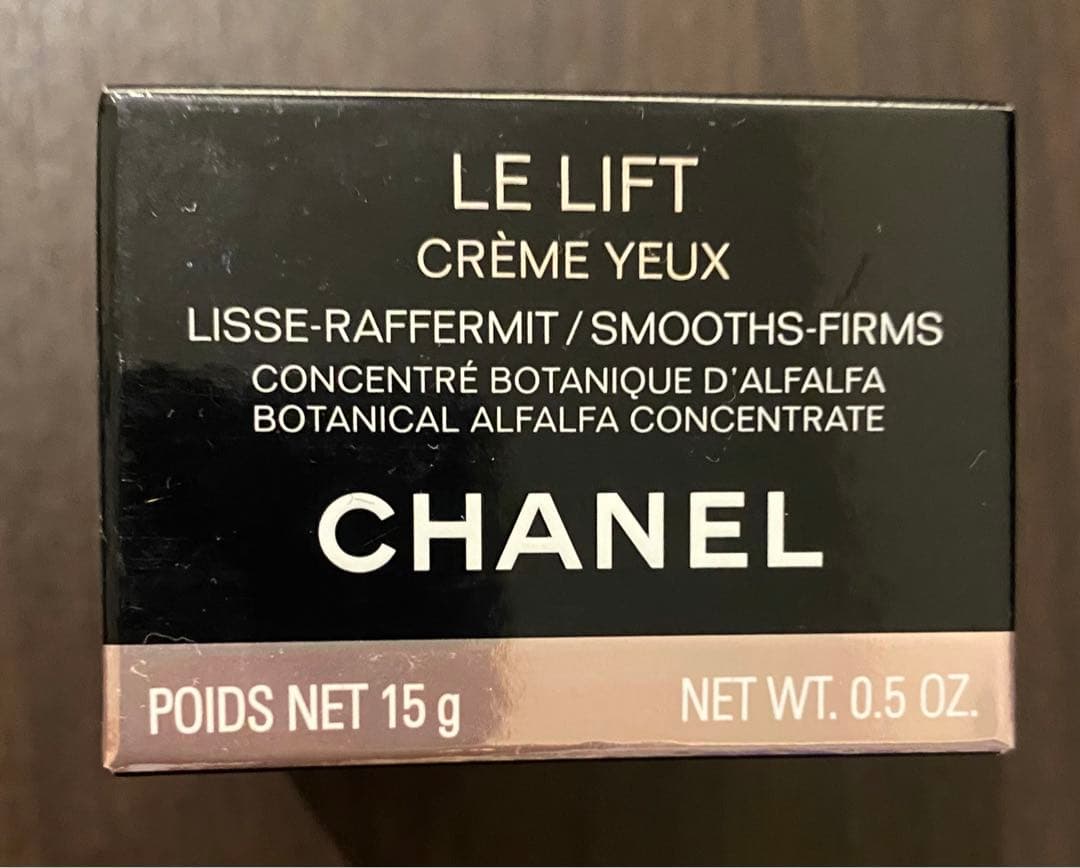 LE LIFT
CRÈME YEUX
LISSE-RAFFERMIT / SMOOTHS-FIRMS
CONCENTRÉ BOTANIQUE D'ALFALFA
BOTANICAL ALFALFA CONCENTRATE
CHANEL
POIDS NET 15 g NET WT. 0.5 OZ.